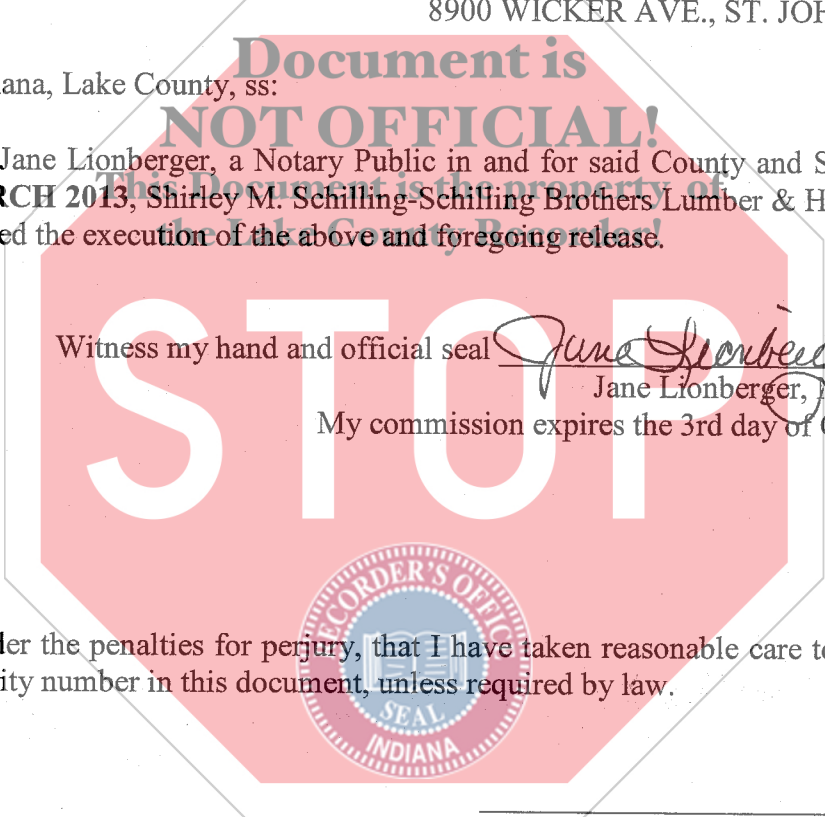 8900 WICKER AVE., ST. JOH
Document is
iana, Lake County, ss:
NOT OFFICIAL!
Jane Lionberger, a Notary Public in and for said County and S
This Document is the property of
RCH 2013, Shirley M. Schilling-Schilling Brothers Lumber & H
the Lake County Recorder!
ed the execution of the above and foregoing release.
STOP
Witness my hand and official seal Jane Lionber
Jane Lionberger,
My commission expires the 3rd day of
RECORDER'S OFFIC
der the penalties for perjury, that I have taken reasonable care to
ity number in this document, unless required by law.
SEAL
INDIANA